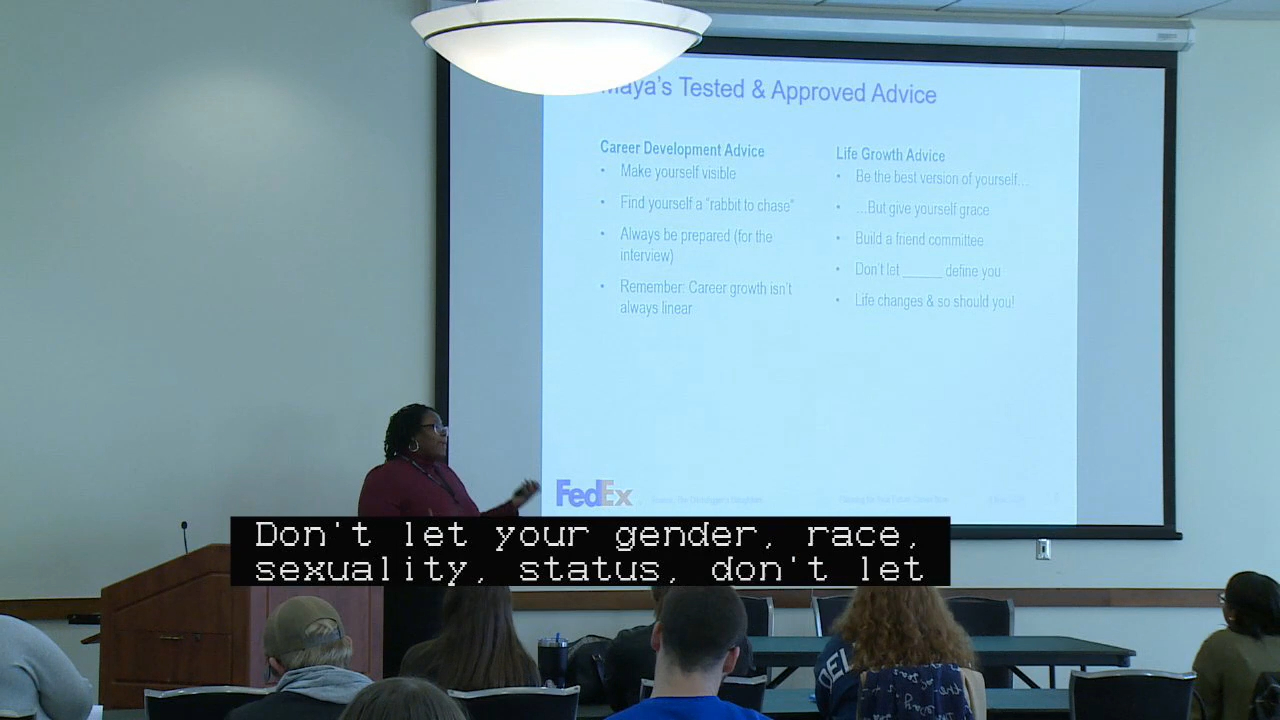 Maya's Tested & Approved Advice
Career Development Advice
• Make yourself visible
• Find yourself a "rabbit to chase"
• Always be prepared (for the
interview)
• Remember: Career growth isn't
always linear
Life Growth Advice
• Be the best version of yourself…
• …But give yourself grace
• Build a friend committee
• Don't let ______ define you
• Life changes & so should you!
FedEx
Don't let your gender, race,
sexuality, status, don't let